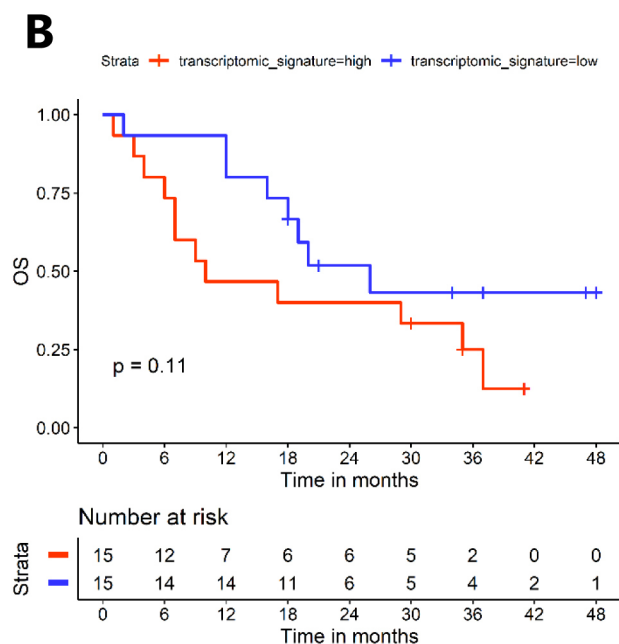 B
Strata transcriptomic_signature=high transcriptomic_signature=low
1.00
0.75
0.50
0.25
0.00
OS
p = 0.11
0 6 12 18 24 30 36 42 48
Time in months
Number at risk
Strata
15 12 7 6 6 5 2 0 0
15 14 14 11 6 5 4 2 1
0 6 12 18 24 30 36 42 48
Time in months